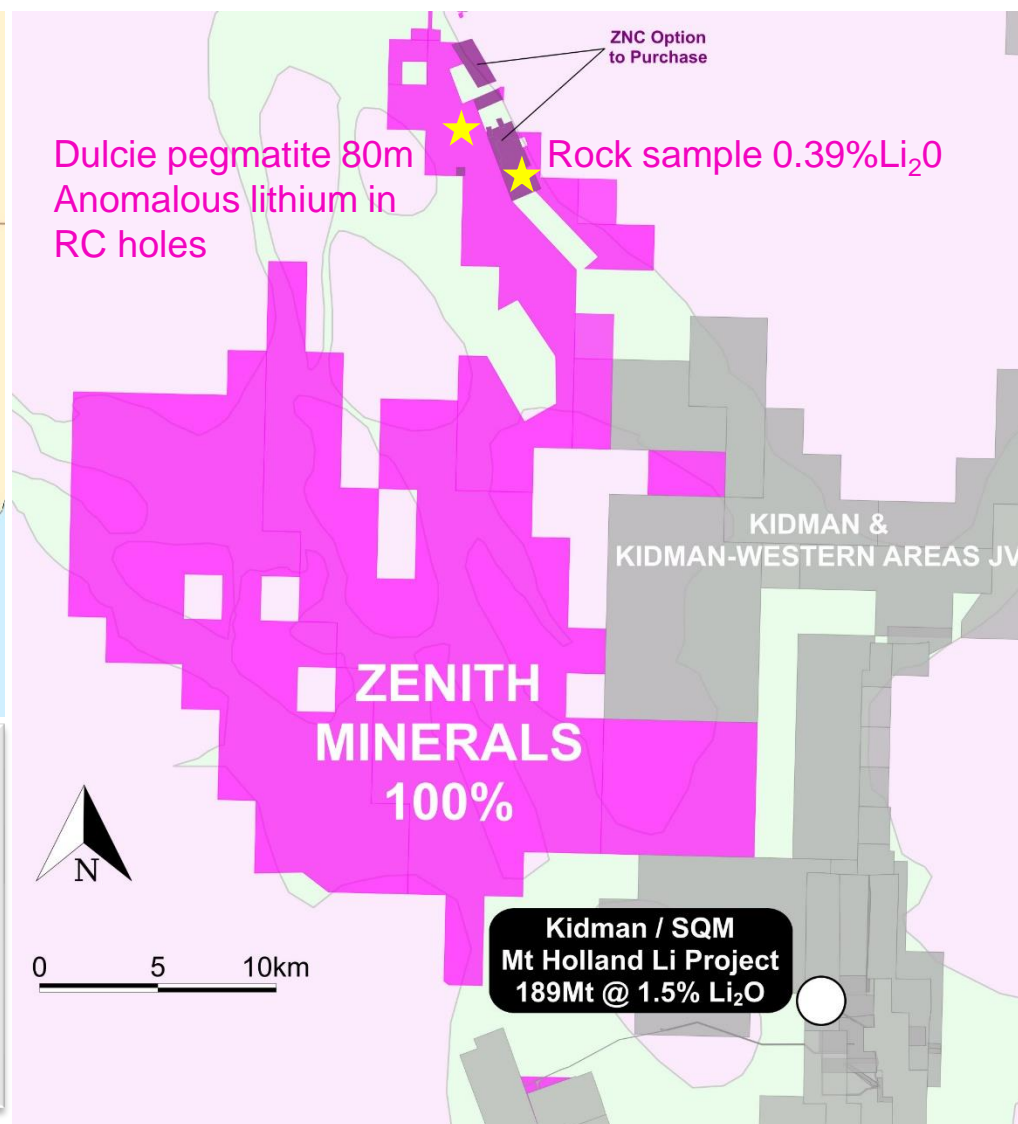 ZNC Option
to Purchase
Dulcie pegmatite 80m
Anomalous lithium in
RC holes
Rock sample 0.39%Li₂0
KIDMAN &
KIDMAN-WESTERN AREAS JV
ZENITH
MINERALS
100%
N
0 5 10km
Kidman / SQM
Mt Holland Li Project
189Mt @ 1.5% Li₂O